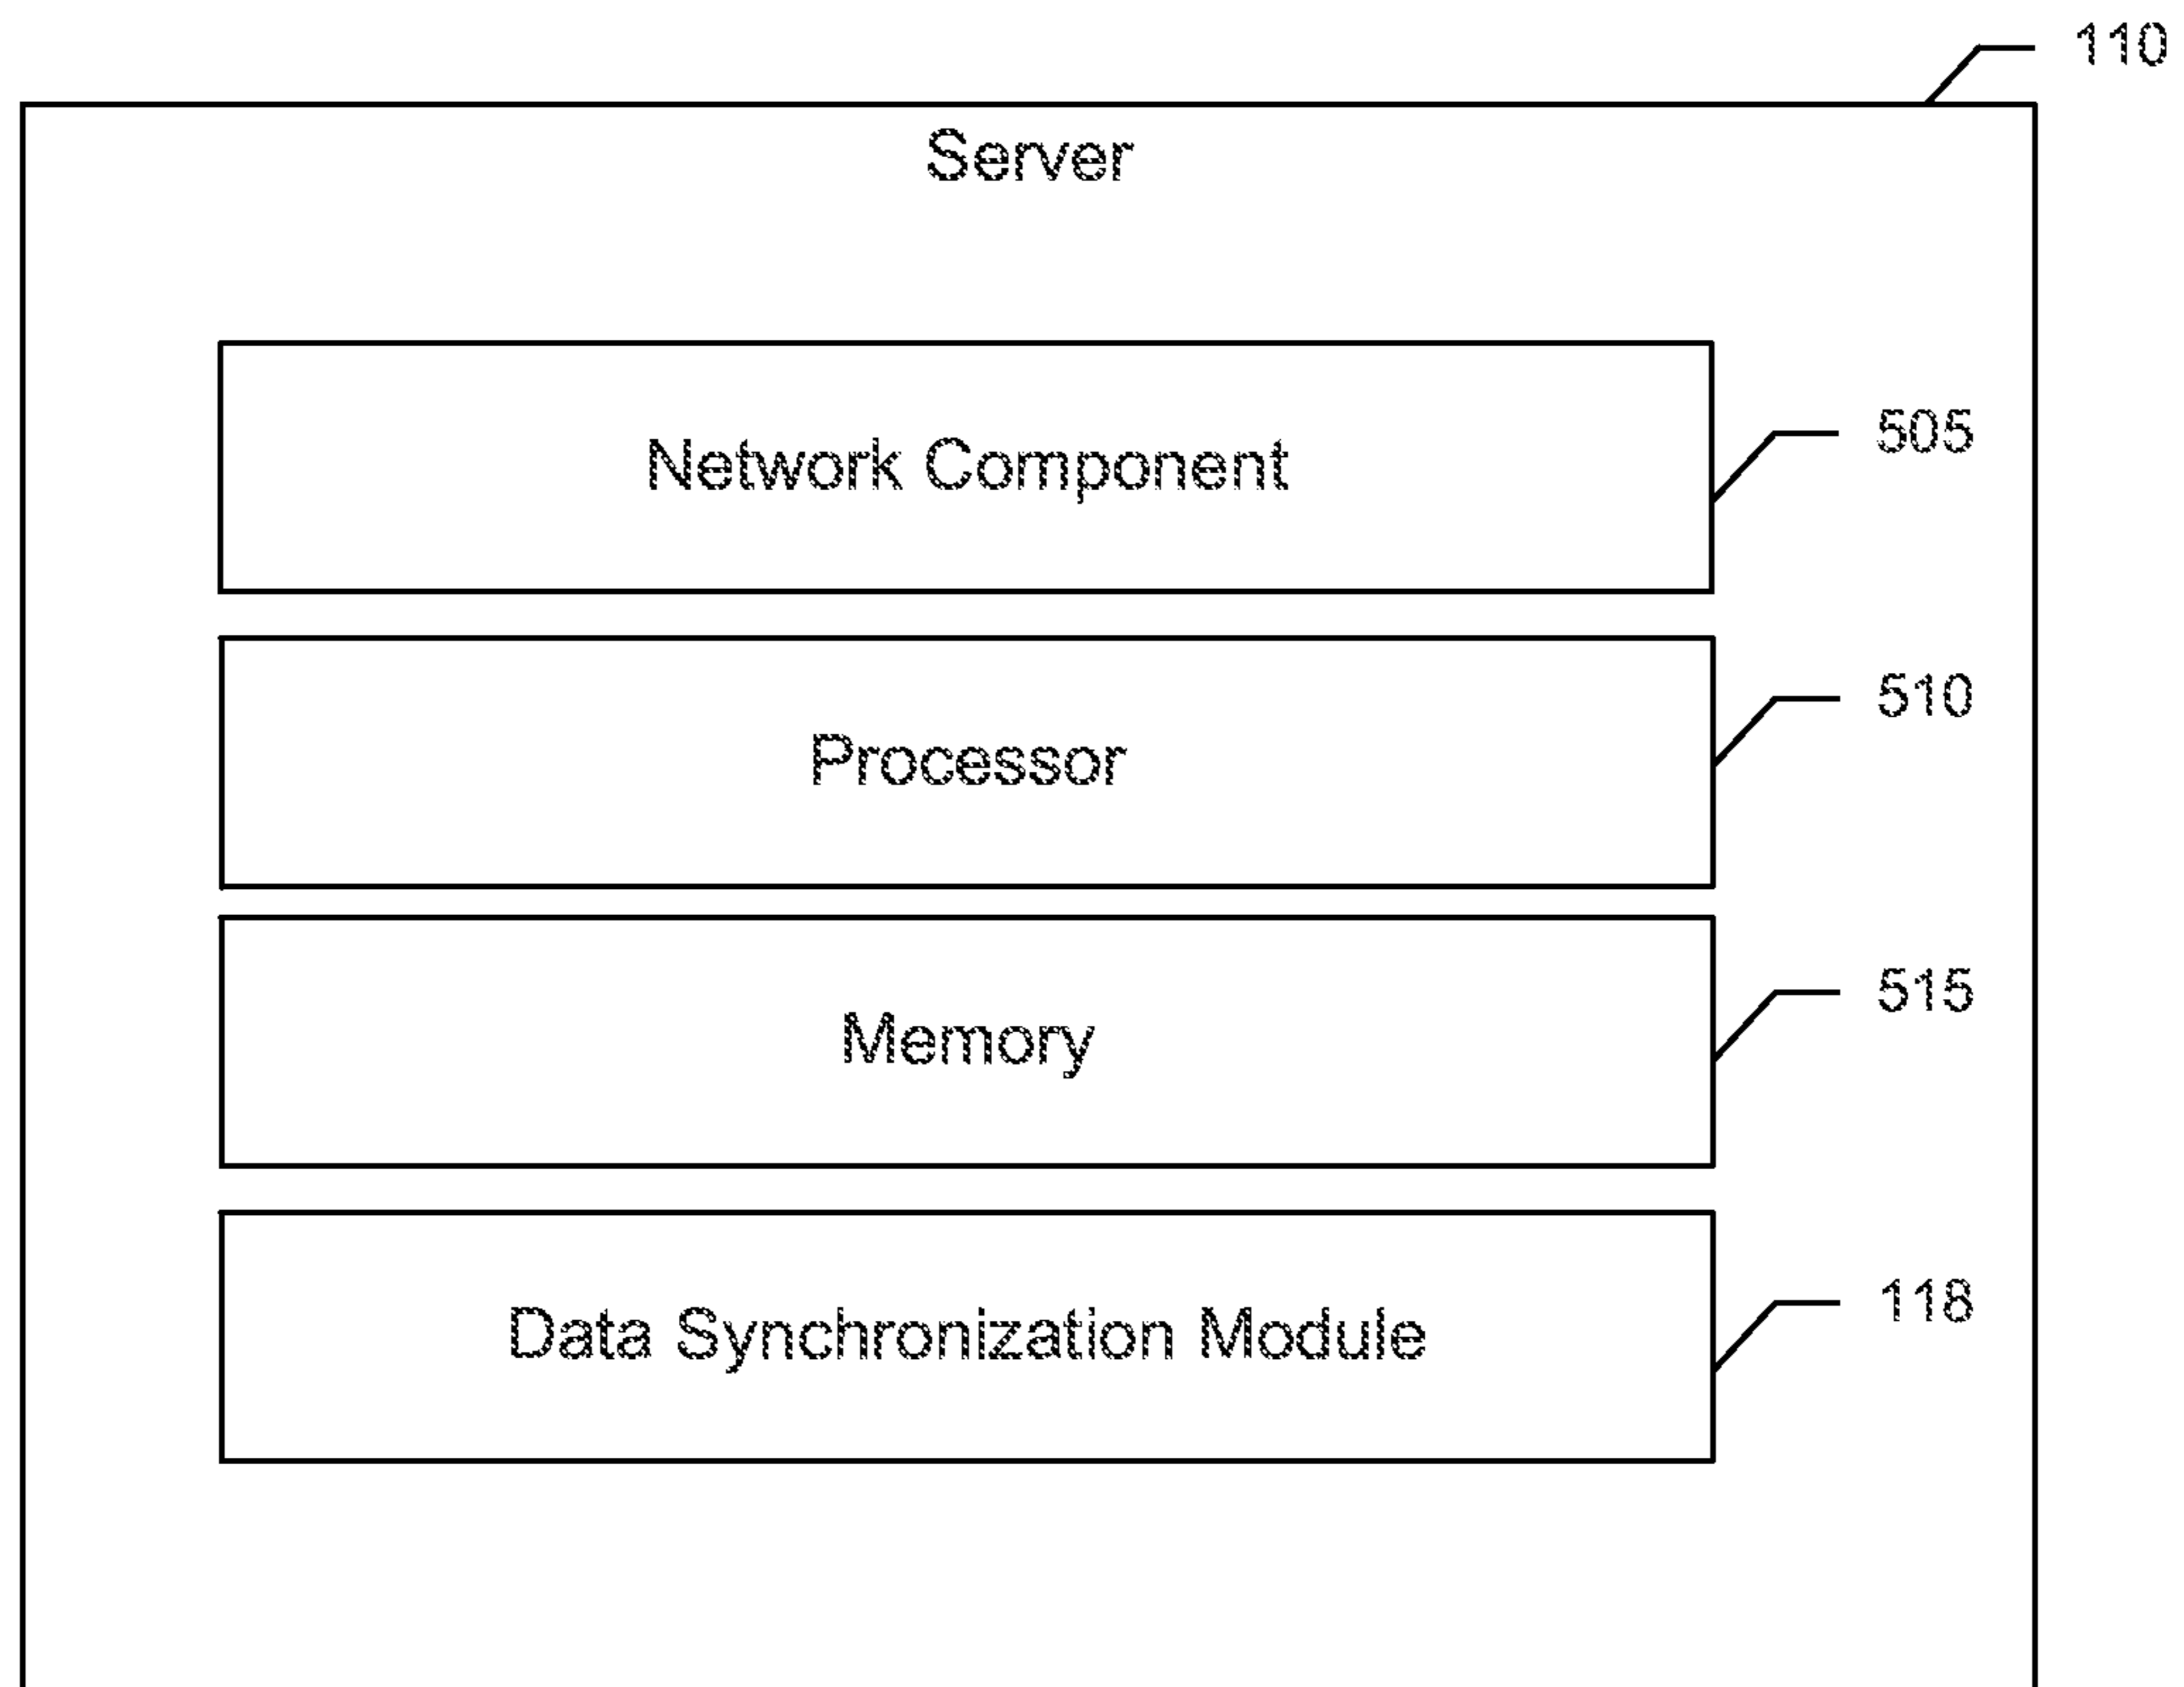 110
Server
Network Component
505
Processor
510
Memory
515
Data Synchronization Module
118